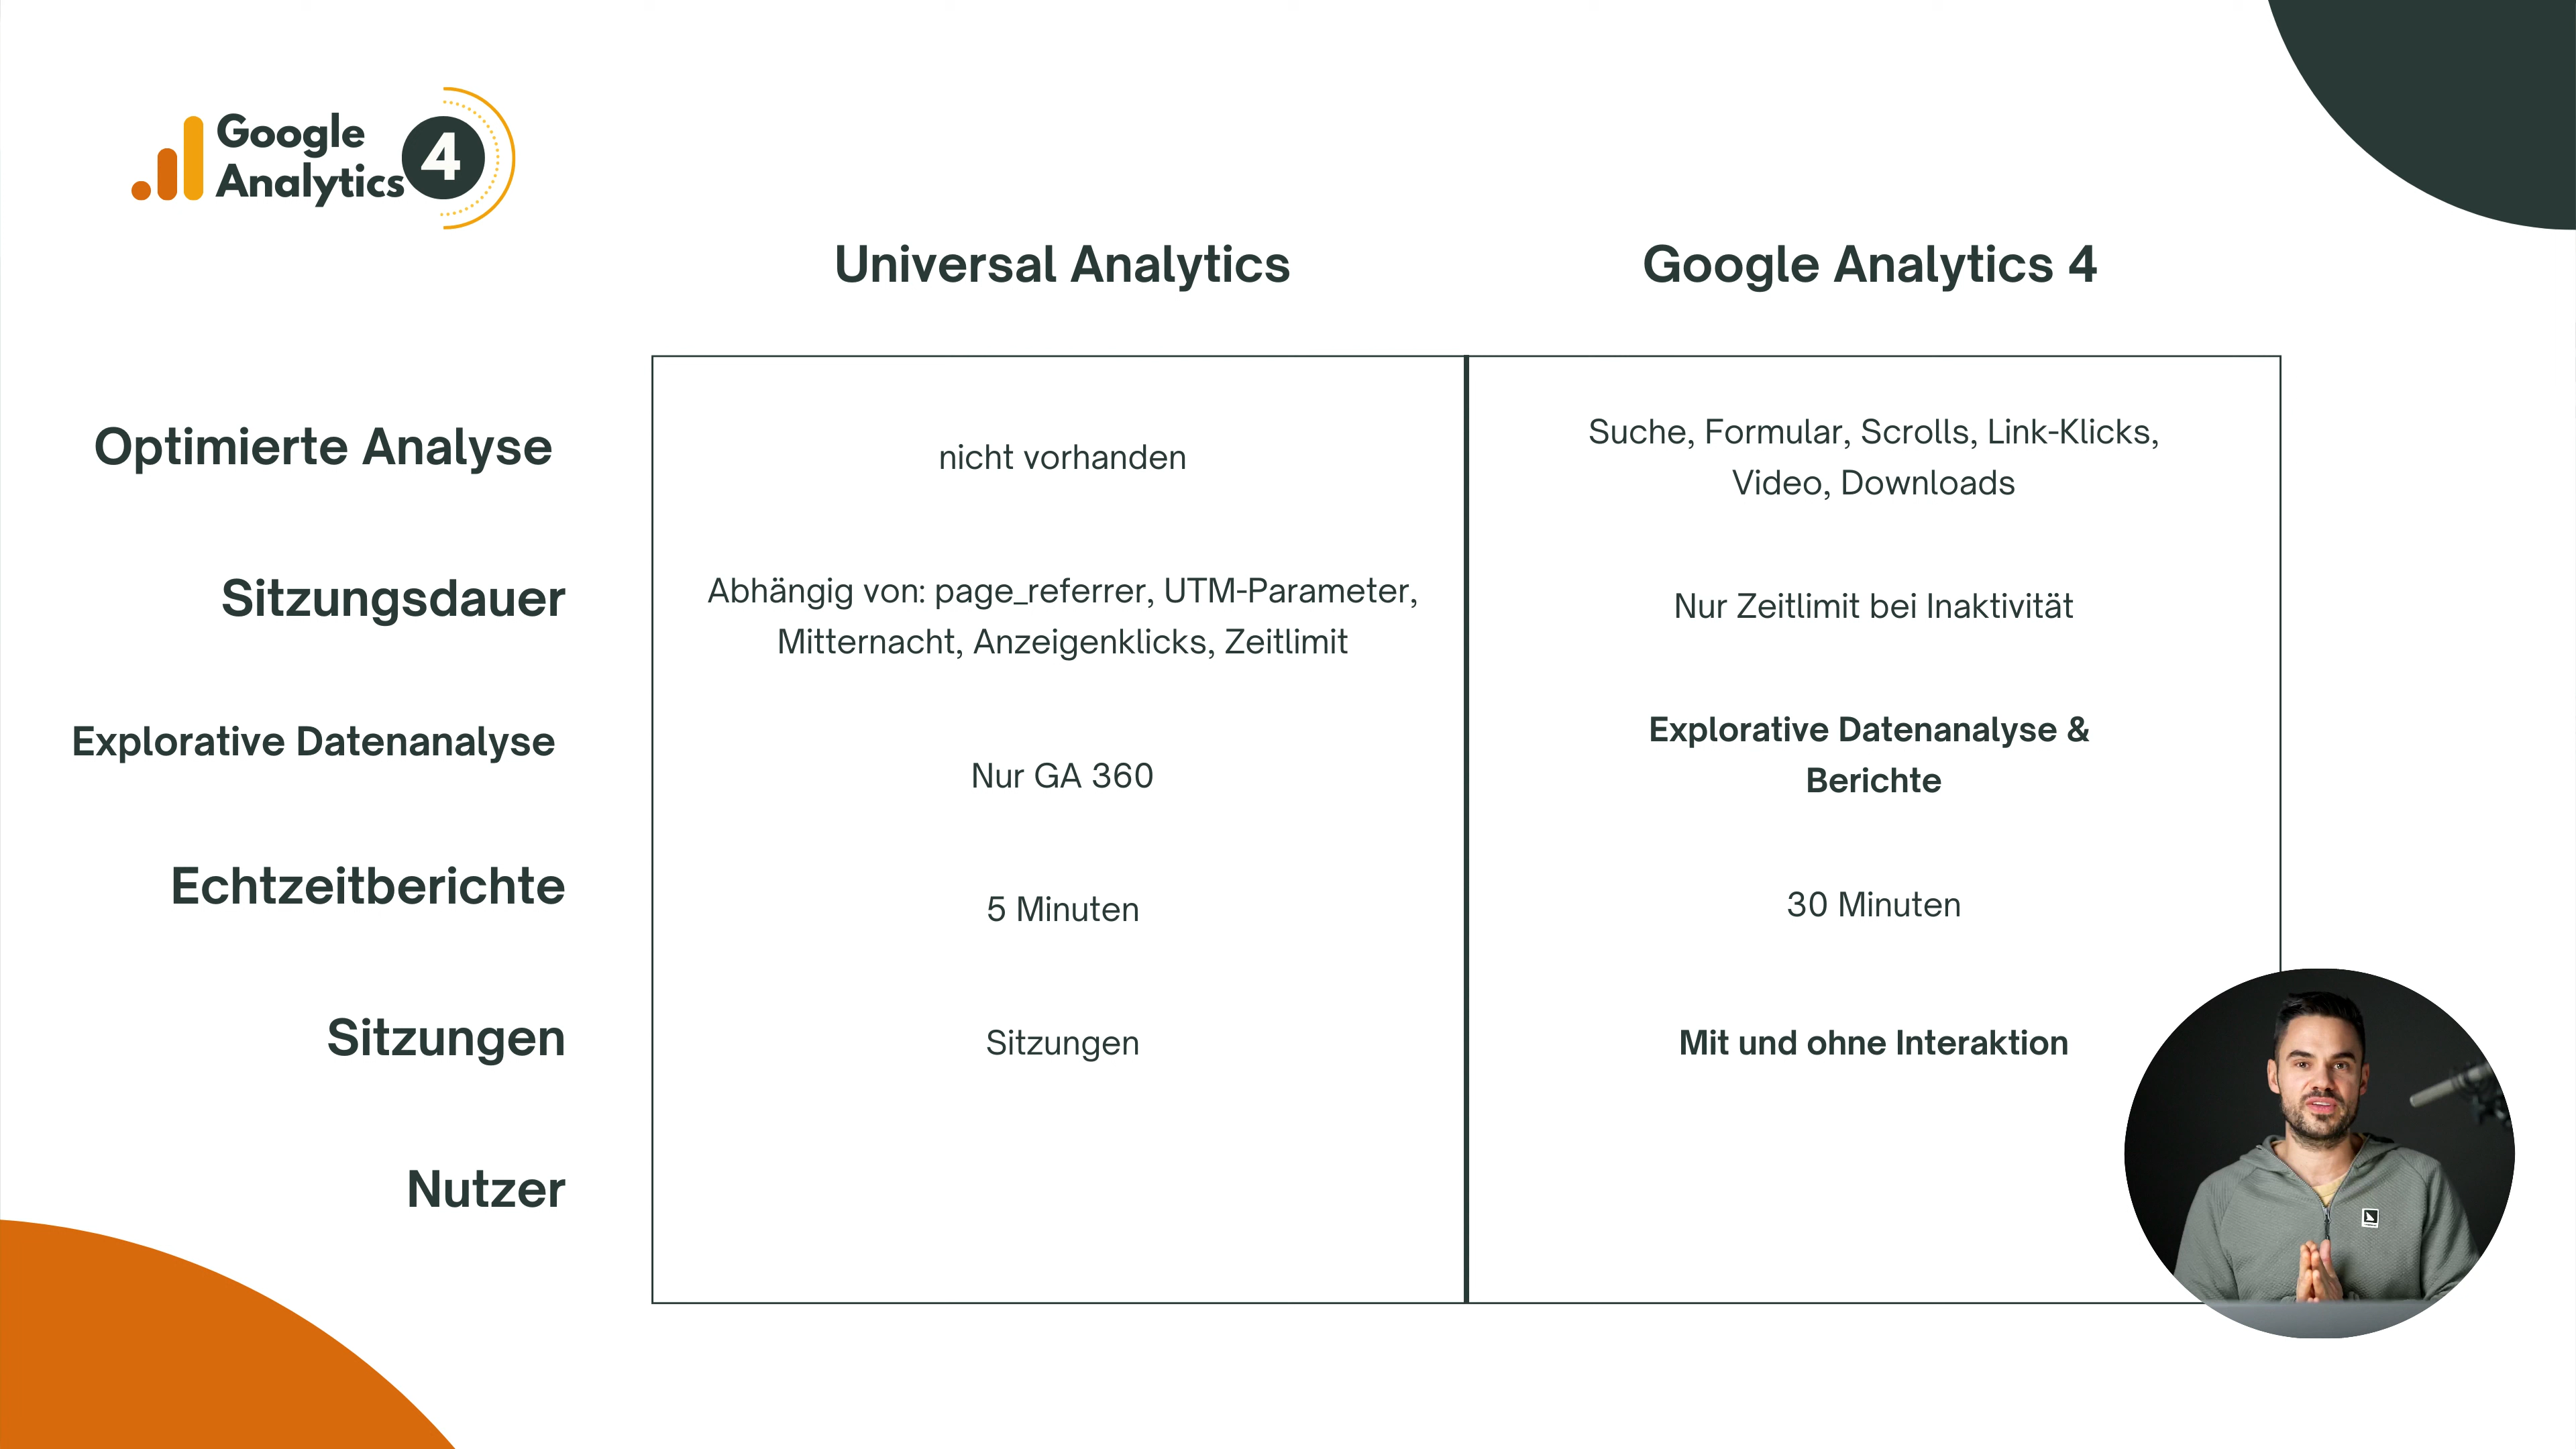 Google
Analytics
4
Universal Analytics
Google Analytics 4
Optimierte Analyse
nicht vorhanden
Suche, Formular, Scrolls, Link-Klicks,
Video, Downloads
Sitzungsdauer
Abhängig von: page_referrer, UTM-Parameter,
Mitternacht, Anzeigenklicks, Zeitlimit
Nur Zeitlimit bei Inaktivität
Explorative Datenanalyse
Nur GA 360
Explorative Datenanalyse &
Berichte
Echtzeitberichte
5 Minuten
30 Minuten
Sitzungen
Sitzungen
Mit und ohne Interaktion
Nutzer